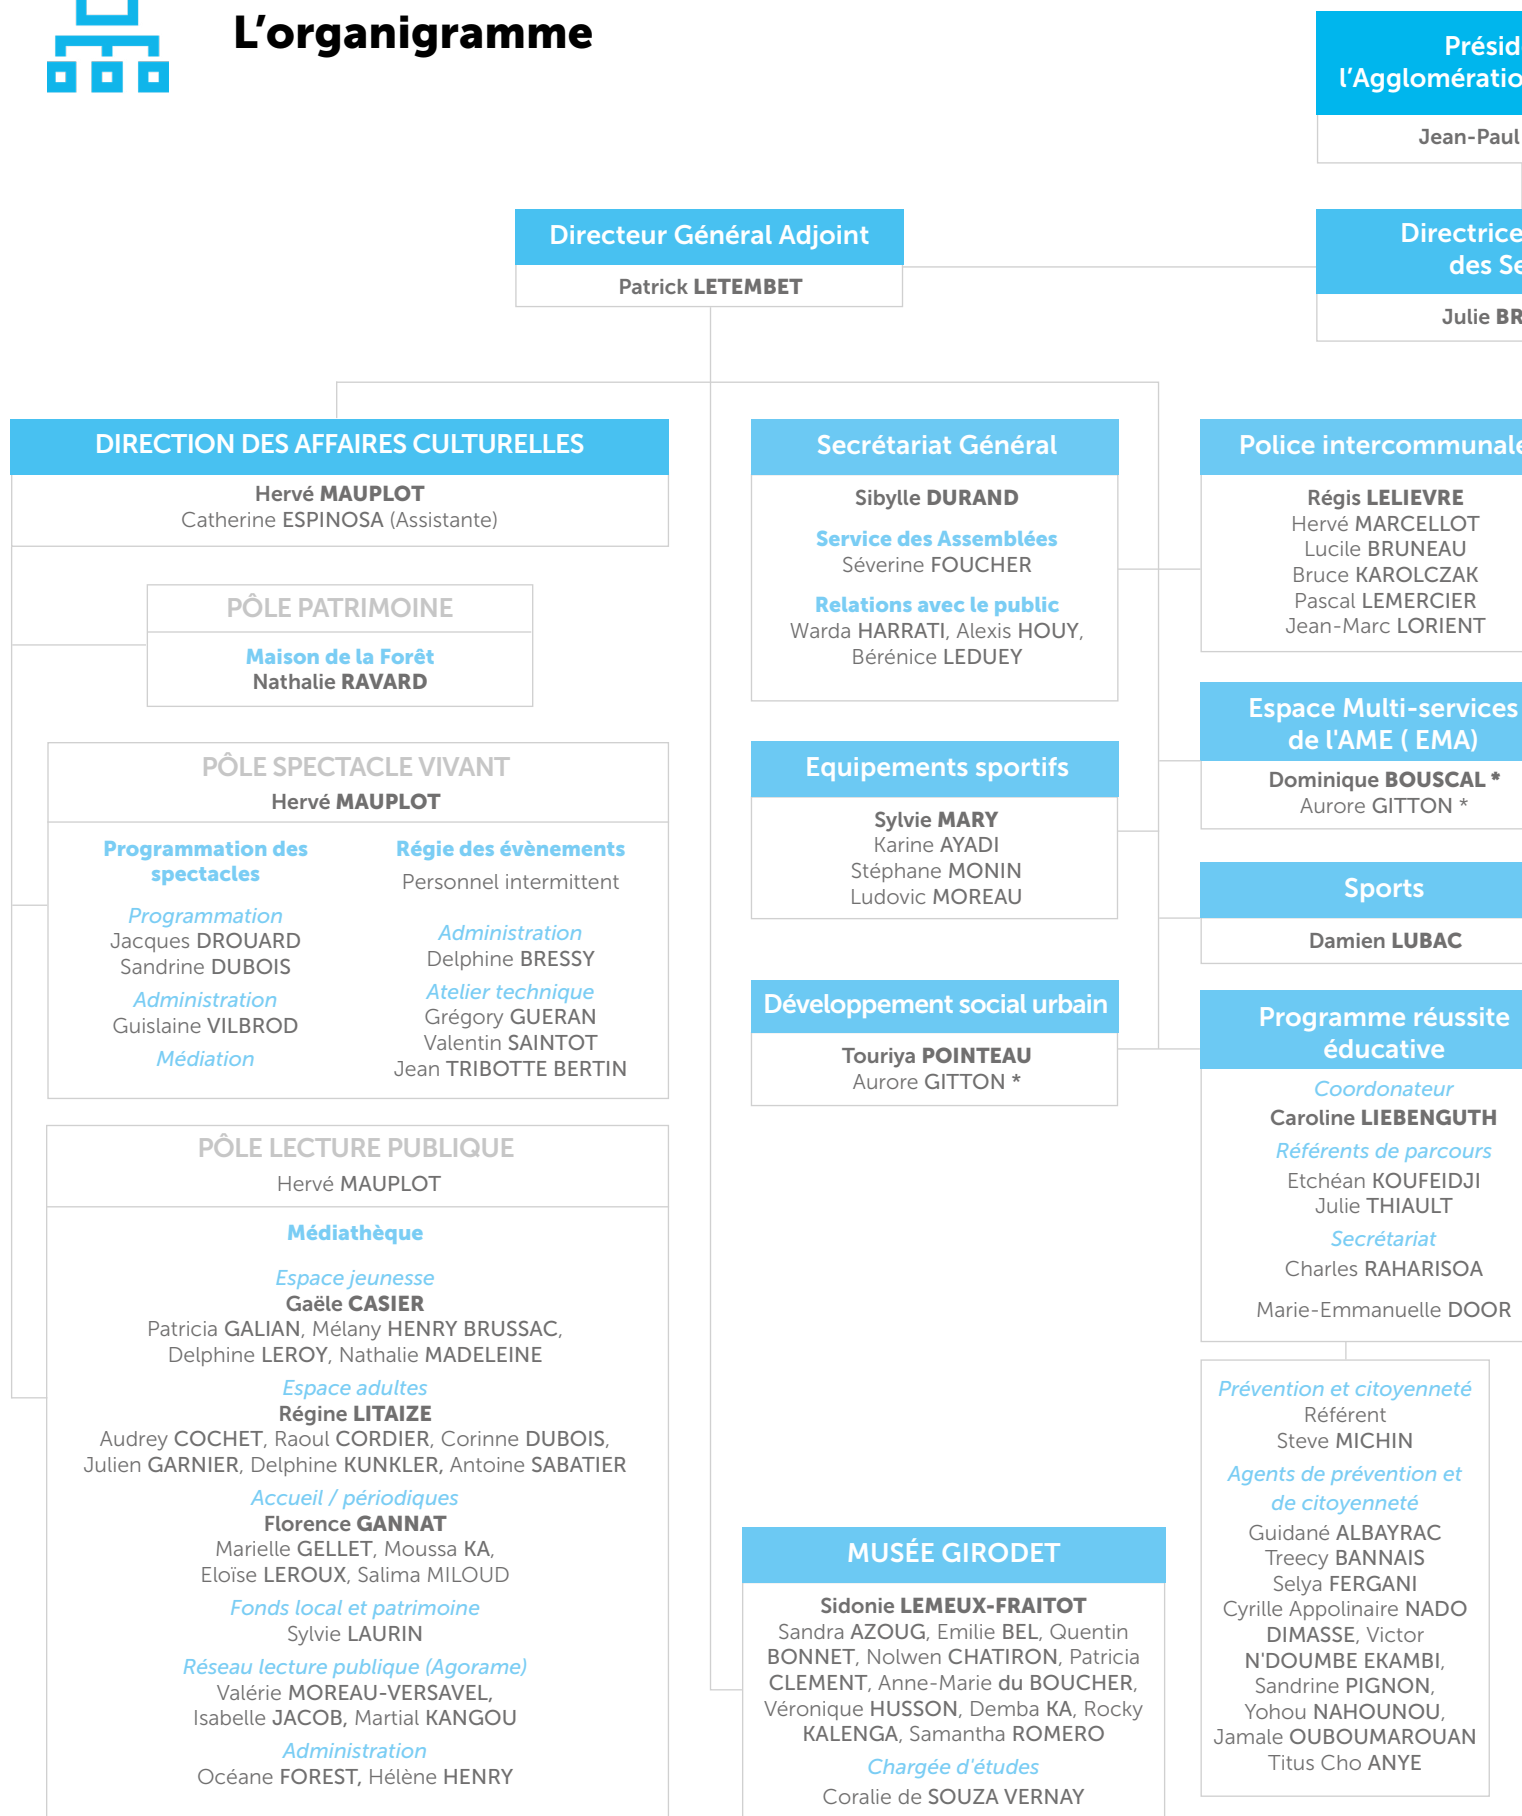 L'organigramme
Présid
l'Agglomératio
Jean-Paul
Directeur Général Adjoint
Patrick LETEMBET
Directrice
des Se
Julie BR
DIRECTION DES AFFAIRES CULTURELLES
Hervé MAUPLOT
Catherine ESPINOSA (Assistante)
PÔLE PATRIMOINE
Maison de la Forêt
Nathalie RAVARD
PÔLE SPECTACLE VIVANT
Hervé MAUPLOT
Programmation des
spectacles
Programmation
Jacques DROUARD
Sandrine DUBOIS
Administration
Guislaine VILBROD
Médiation
Régie des évènements
Personnel intermittent
Administration
Delphine BRESSY
Atelier technique
Grégory GUERAN
Valentin SAINTOT
Jean TRIBOTTE BERTIN
PÔLE LECTURE PUBLIQUE
Hervé MAUPLOT
Médiathèque
Espace jeunesse
Gaële CASIER
Patricia GALIAN, Mélany HENRY BRUSSAC,
Delphine LEROY, Nathalie MADELEINE
Espace adultes
Régine LITAIZE
Audrey COCHET, Raoul CORDIER, Corinne DUBOIS,
Julien GARNIER, Delphine KUNKLER, Antoine SABATIER
Accueil / périodiques
Florence GANNAT
Marielle GELLET, Moussa KA,
Eloïse LEROUX, Salima MILOUD
Fonds local et patrimoine
Sylvie LAURIN
Réseau lecture publique (Agorame)
Valérie MOREAU-VERSAVEL,
Isabelle JACOB, Martial KANGOU
Administration
Océane FOREST, Hélène HENRY
Secrétariat Général
Sibylle DURAND
Service des Assemblées
Séverine FOUCHER
Relations avec le public
Warda HARRATI, Alexis HOUY,
Bérénice LEDUEY
Equipements sportifs
Sylvie MARY
Karine AYADI
Stéphane MONIN
Ludovic MOREAU
Développement social urbain
Touriya POINTEAU
Aurore GITTON *
MUSÉE GIRODET
Sidonie LEMEUX-FRAITOT
Sandra AZOUG, Emilie BEL, Quentin
BONNET, Nolwen CHATIRON, Patricia
CLEMENT, Anne-Marie du BOUCHER,
Véronique HUSSON, Demba KA, Rocky
KALENGA, Samantha ROMERO
Chargée d'études
Coralie de SOUZA VERNAY
Police intercommunale
Régis LELIEVRE
Hervé MARCELLOT
Lucile BRUNEAU
Bruce KAROLCZAK
Pascal LEMERCIER
Jean-Marc LORIENT
Espace Multi-services
de l'AME ( EMA)
Dominique BOUSCAL *
Aurore GITTON *
Sports
Damien LUBAC
Programme réussite
éducative
Coordonateur
Caroline LIEBENGUTH
Référents de parcours
Etchéan KOUFEIDJI
Julie THIAULT
Secrétariat
Charles RAHARISOA
Marie-Emmanuelle DOOR
Prévention et citoyenneté
Référent
Steve MICHIN
Agents de prévention et
de citoyenneté
Guidané ALBAYRAC
Treecy BANNAIS
Selya FERGANI
Cyrille Appolinaire NADO
DIMASSE, Victor
N'DOUMBE EKAMBI,
Sandrine PIGNON,
Yohou NAHOUNOU,
Jamale OUBOUMAROUAN
Titus Cho ANYE